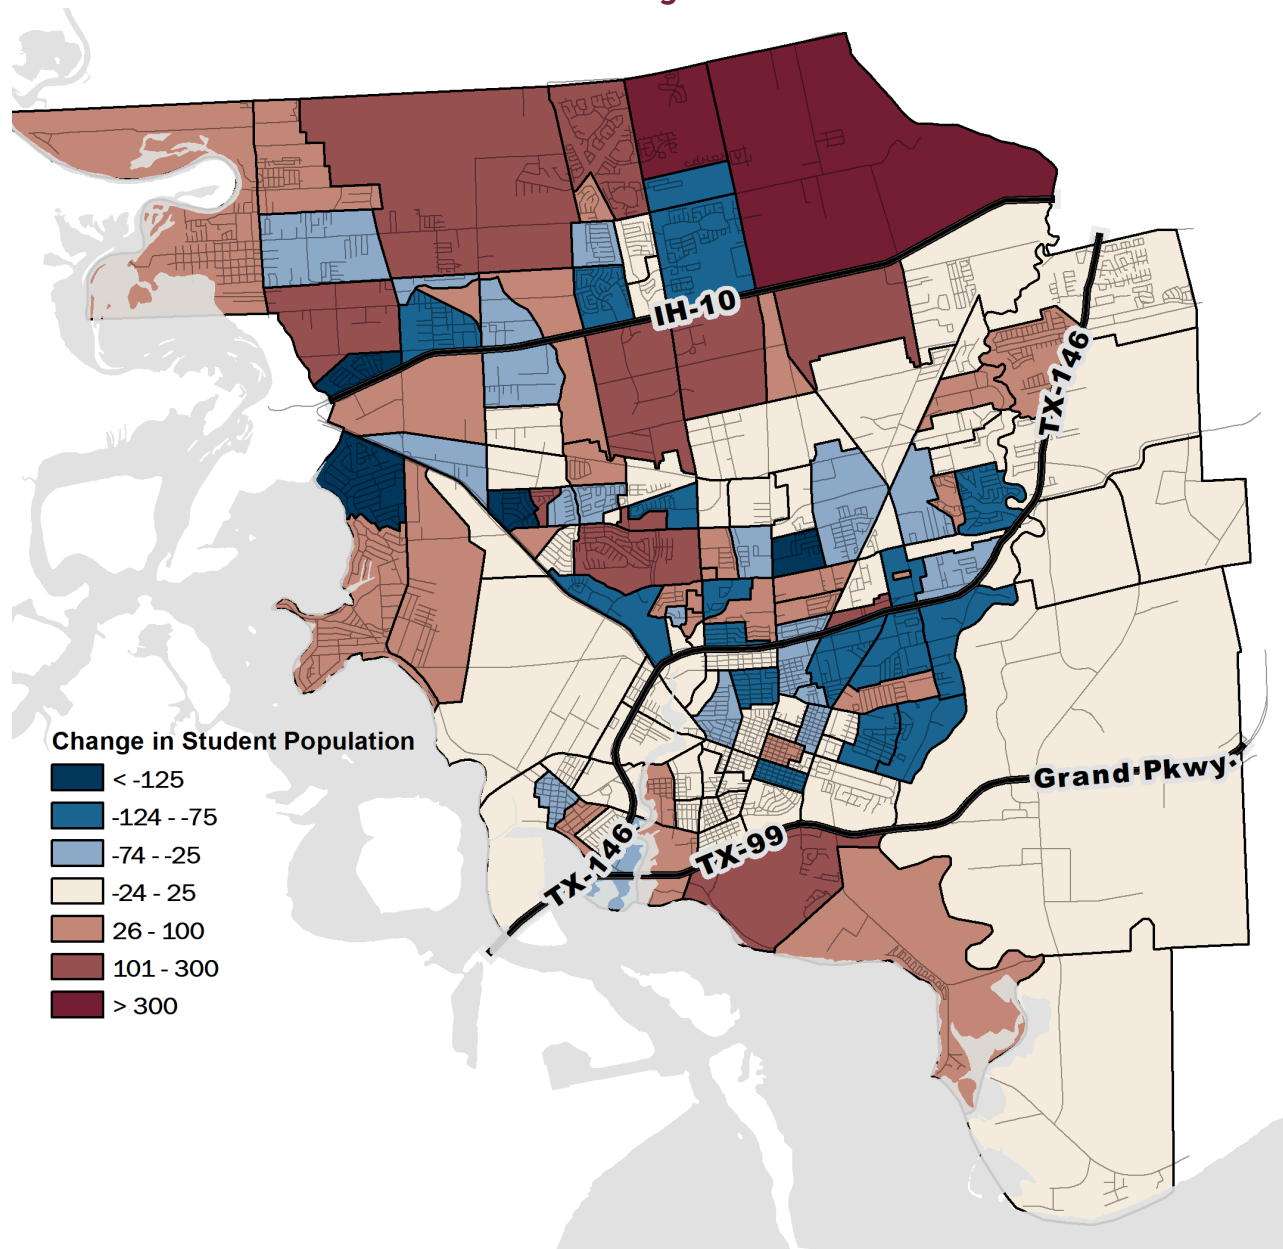 IH-10
TX-146
Change in Student Population
< -125
-124 - -75
-74 - -25
-24 - 25
26 - 100
101 - 300
> 300
Grand Pkwy.
TX-99
TX-146